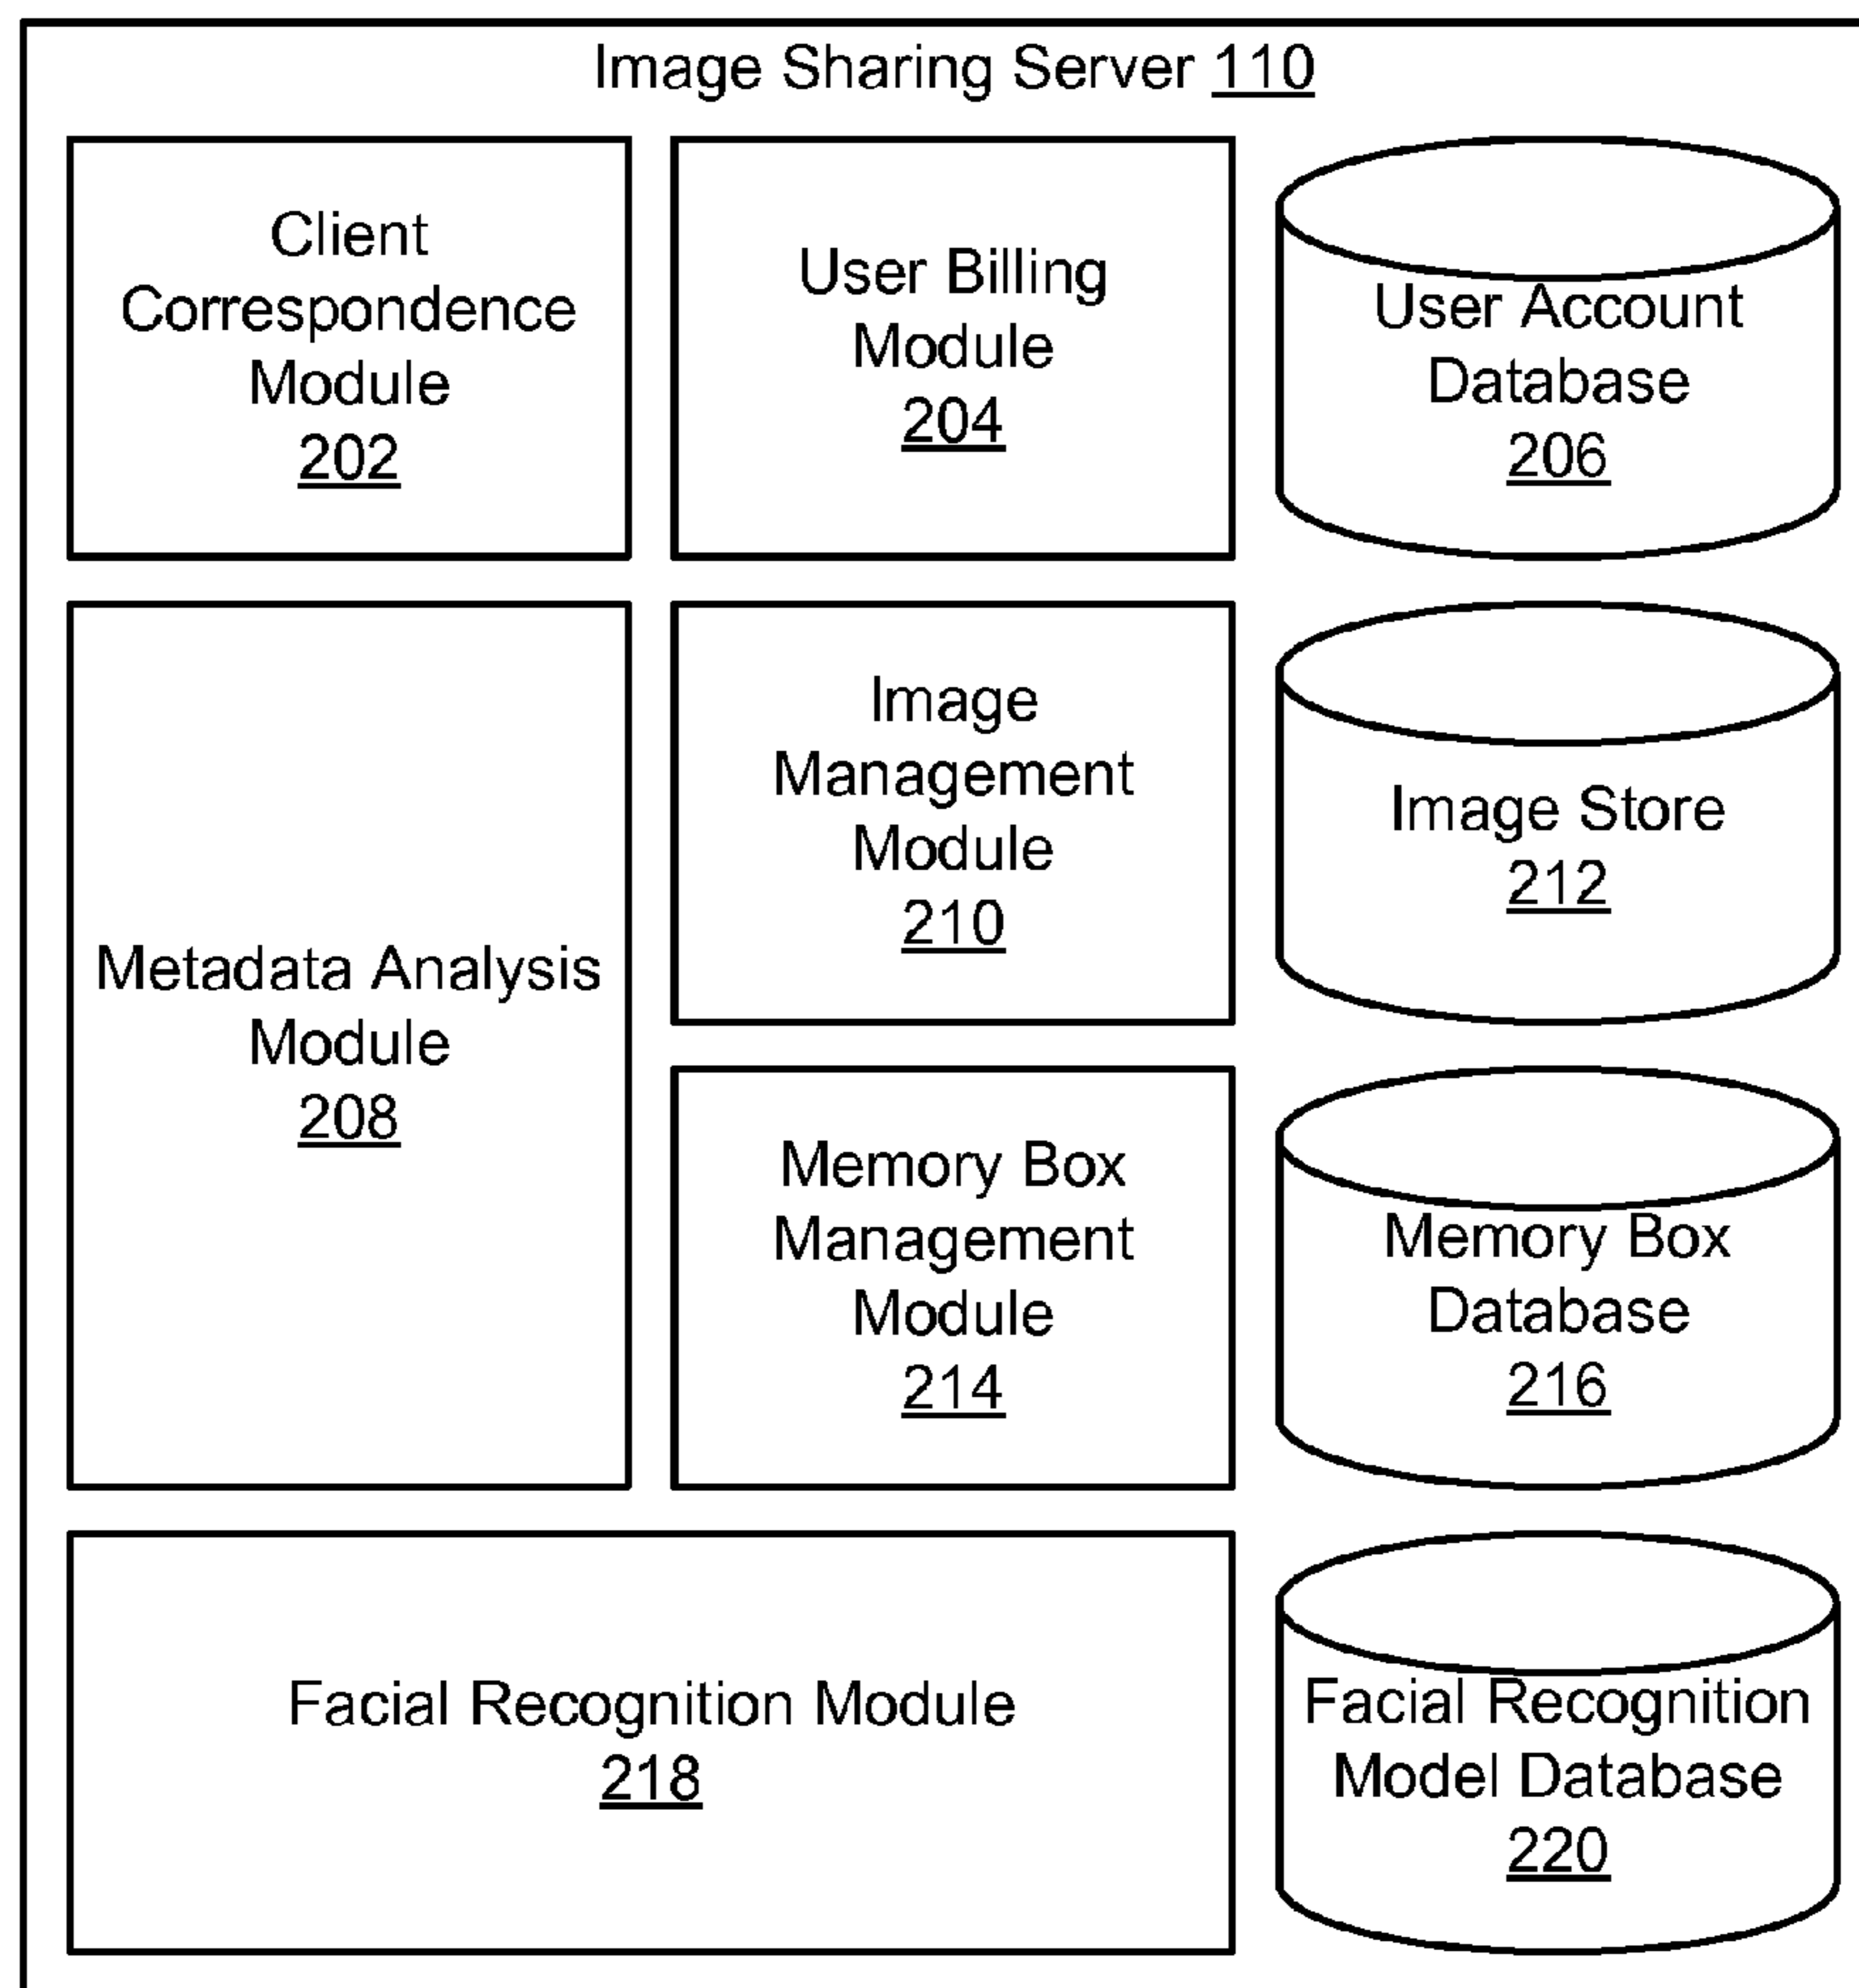 Image Sharing Server 110
Client
Correspondence
Module
202
User Billing
Module
204
User Account
Database
206
Metadata Analysis
Module
208
Image
Management
Module
210
Image Store
212
Memory Box
Management
Module
214
Memory Box
Database
216
Facial Recognition Module
218
Facial Recognition
Model Database
220